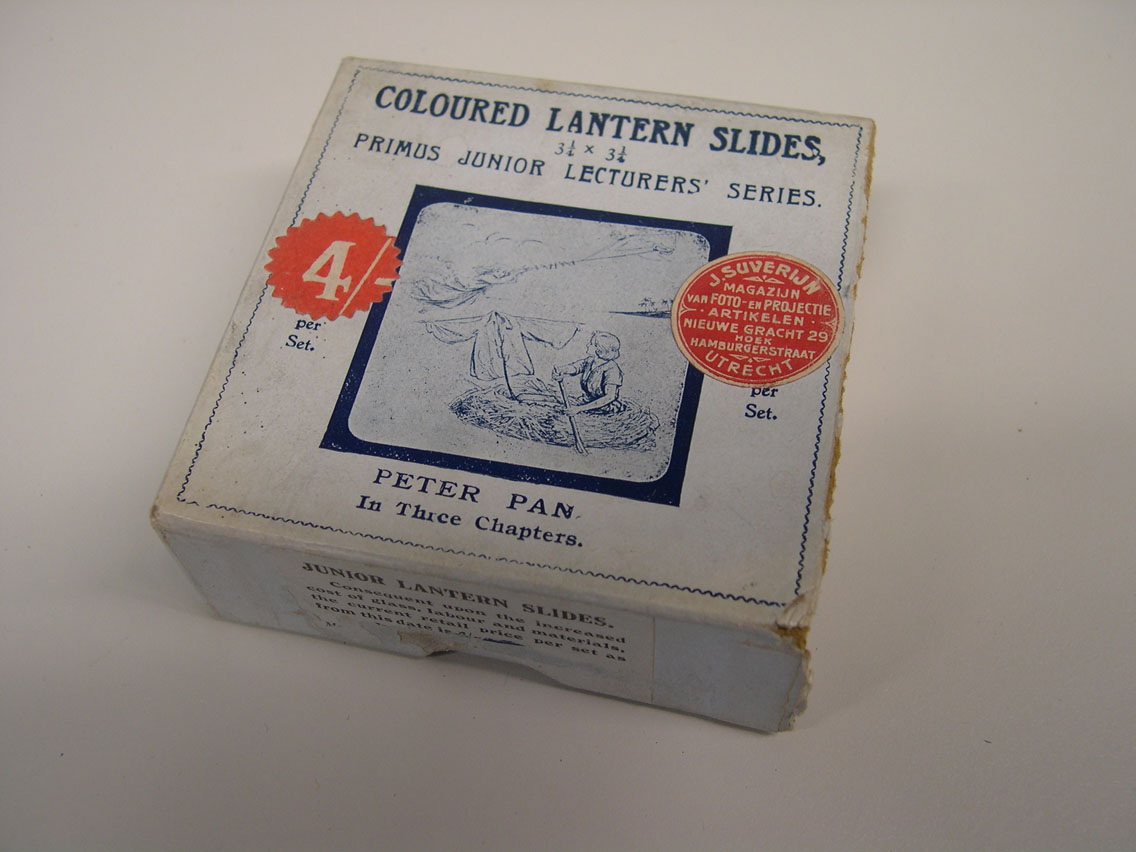 COLOURED LANTERN SLIDES,
3¼ × 3¼
PRIMUS JUNIOR LECTURERS' SERIES.
4/-
per
Set.
J. SUVERIJN
MAGAZIJN
VAN FOTO- EN PROJECTIE
ARTIKELEN
NIEUWE GRACHT 29
HOEK
HAMBURGERSTRAAT
UTRECHT
per
Set.
PETER PAN
In Three Chapters.
JUNIOR LANTERN SLIDES.
Consequent upon the increased
cost of glass, labour and materials,
the current retail price per set as
from this date is